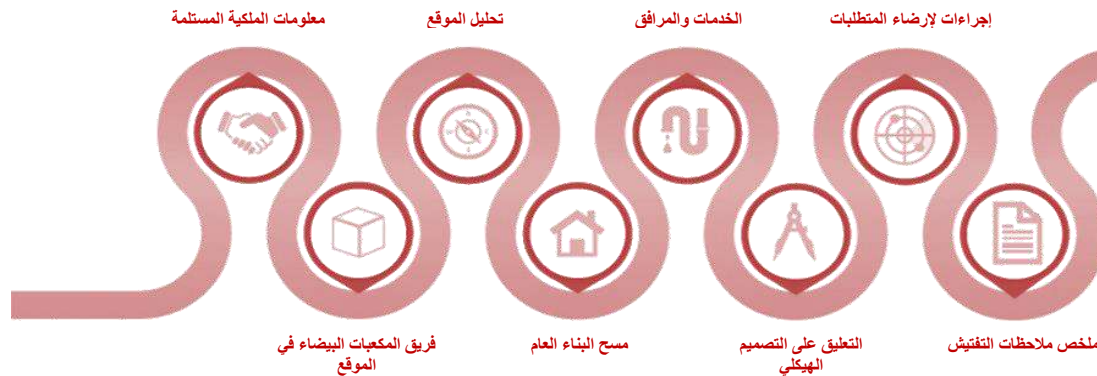 معلومات الملكية المستلمة
تحليل الموقع
الخدمات والمرافق
إجراءات لإرضاء المتطلبات
فريق المكعبات البيضاء في
الموقع
مسح البناء العام
التعليق على التصميم
الهيكلي
ملخص ملاحظات التفتيش